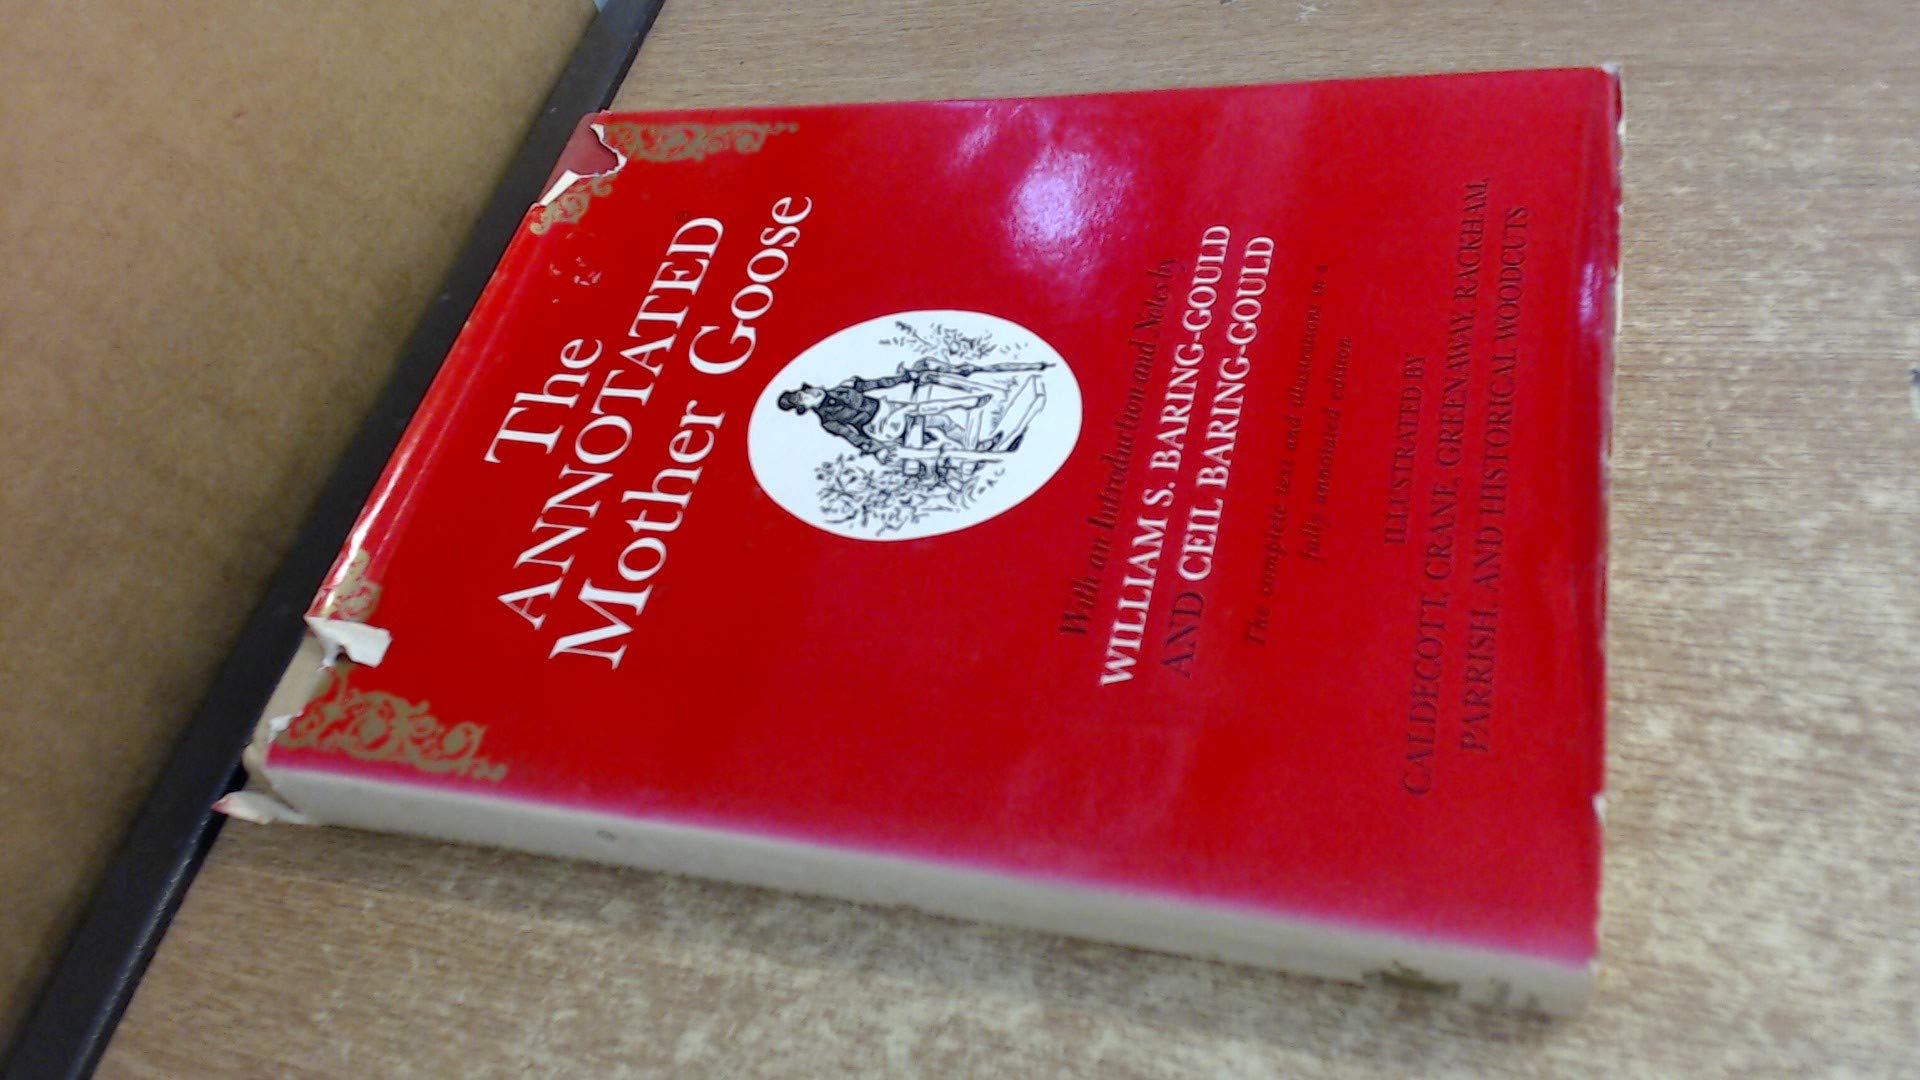 The
ANNOTATED
Mother Goose
With an Introduction and Notes by
WILLIAM S. BARING-GOULD
AND CEIL BARING-GOULD
The complete text and illustrations in a
fully annotated edition
ILLUSTRATED BY
CALDECOTT, CRANE, GREENAWAY, RACKHAM,
PARRISH, AND HISTORICAL WOODCUTS